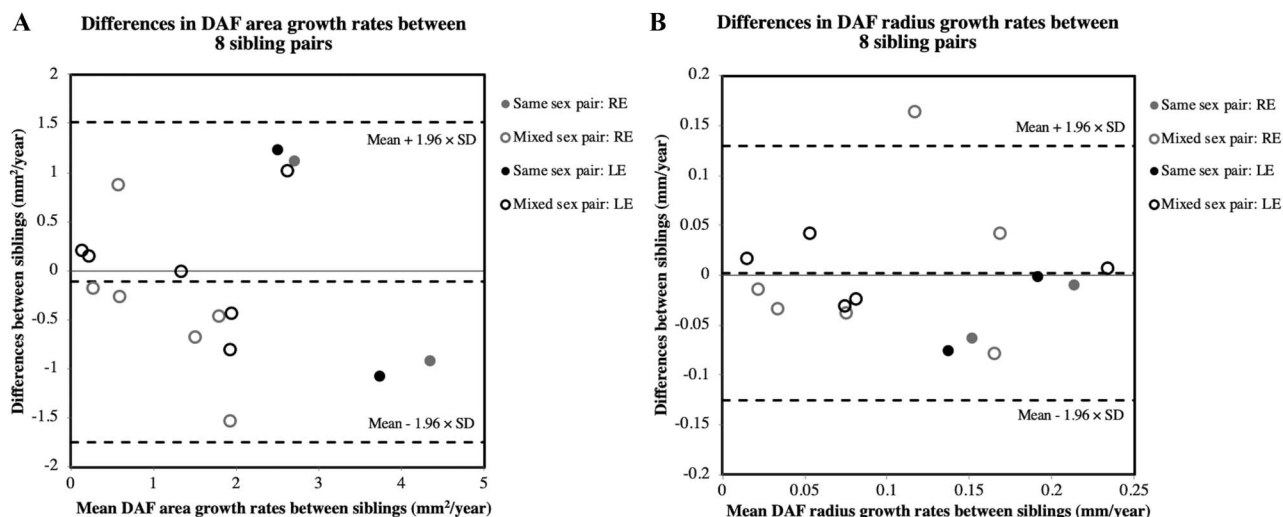 A
Differences in DAF area growth rates between
8 sibling pairs
2
1.5
1
0.5
0
-0.5
-1
-1.5
-2
0
1
2
3
4
5
Differences between siblings (mm²/year)
Mean DAF area growth rates between siblings (mm²/year)
Mean + 1.96 × SD
Mean - 1.96 × SD
Same sex pair: RE
Mixed sex pair: RE
Same sex pair: LE
Mixed sex pair: LE
B
Differences in DAF radius growth rates between
8 sibling pairs
0.2
0.15
0.1
0.05
0
-0.05
-0.1
-0.15
-0.2
0
0.05
0.1
0.15
0.2
0.25
Differences between siblings (mm/year)
Mean DAF radius growth rates between siblings (mm/year)
Mean + 1.96 × SD
Mean - 1.96 × SD
Same sex pair: RE
Mixed sex pair: RE
Same sex pair: LE
Mixed sex pair: LE